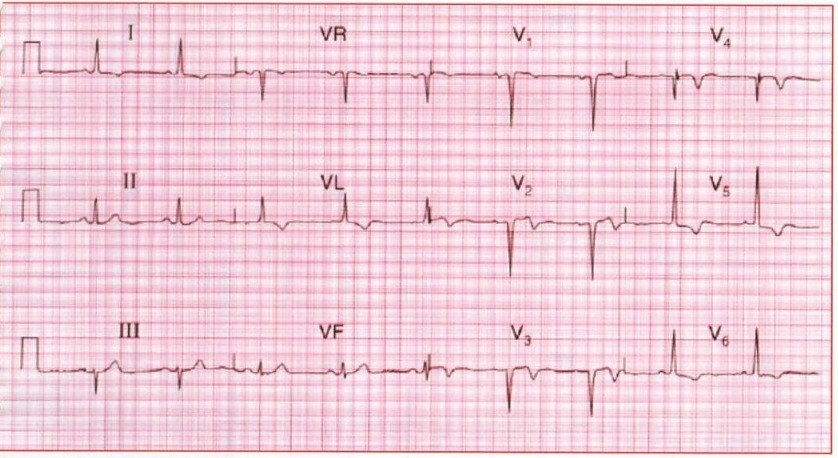 I VR V₁ V₄
II VL V₂ V₅
III VF V₃ V₆